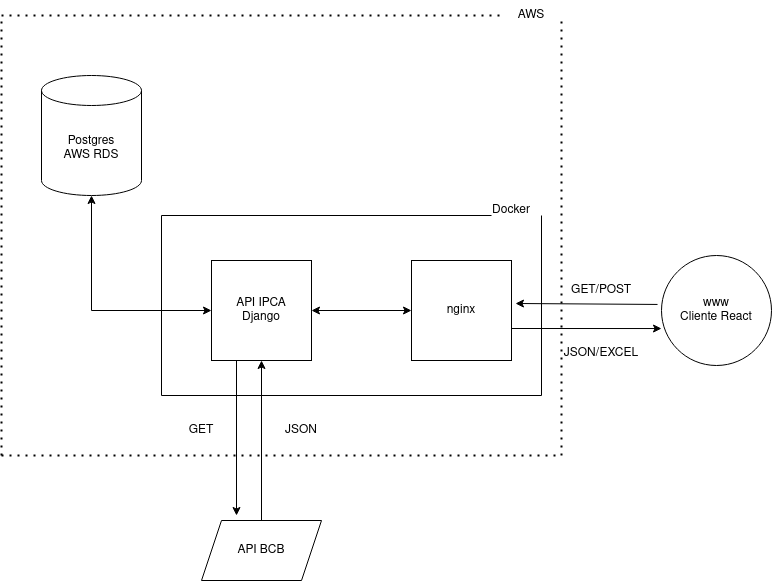 AWS
Postgres
AWS RDS
Docker
API IPCA
Django
nginx
GET/POST
www
Cliente React
JSON/EXCEL
GET
JSON
API BCB